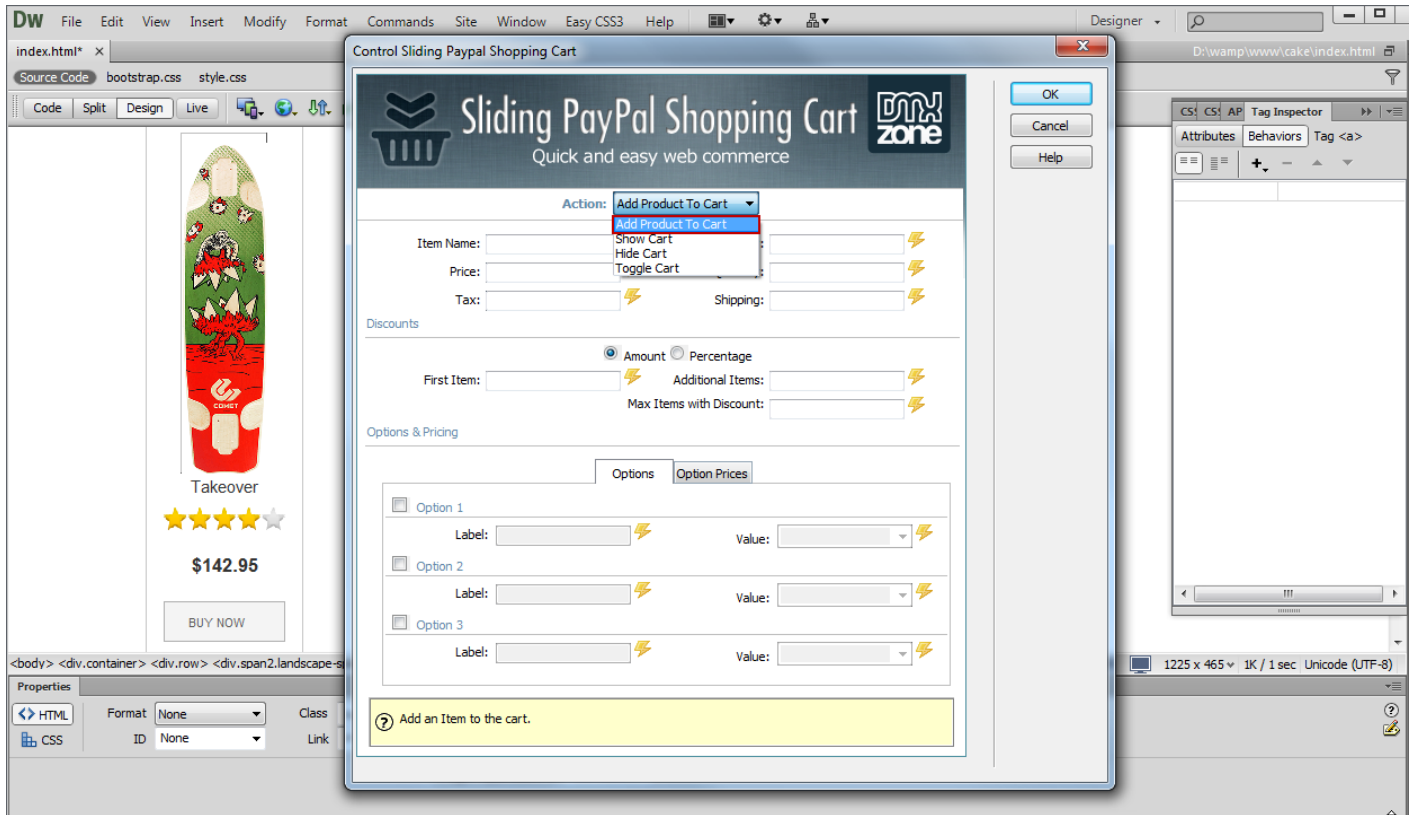 DW File Edit View Insert Modify Format Commands Site Window Easy CSS3 Help Designer
index.html* × Control Sliding Paypal Shopping Cart D:\wamp\www\cake\index.html
Source Code bootstrap.css style.css
Code Split Design Live
OK
Cancel
Help
Sliding PayPal Shopping Cart
Quick and easy web commerce
DMX
zone
CS AP Tag Inspector
Attributes Behaviors Tag <a>
Action: Add Product To Cart
Add Product To Cart
Show Cart
Hide Cart
Toggle Cart
Item Name:
Price:
Tax: Shipping:
Discounts
Amount Percentage
First Item: Additional Items:
Max Items with Discount:
Options & Pricing
Options Option Prices
Option 1
Label: Value:
Option 2
Label: Value:
Option 3
Label: Value:
Add an Item to the cart.
COMET
Takeover
$142.95
BUY NOW
<body> <div.container> <div.row> <div.span2.landscape-s 1225 x 465 1K / 1 sec Unicode (UTF-8)
Properties
<> HTML Format None Class
CSS ID None Link